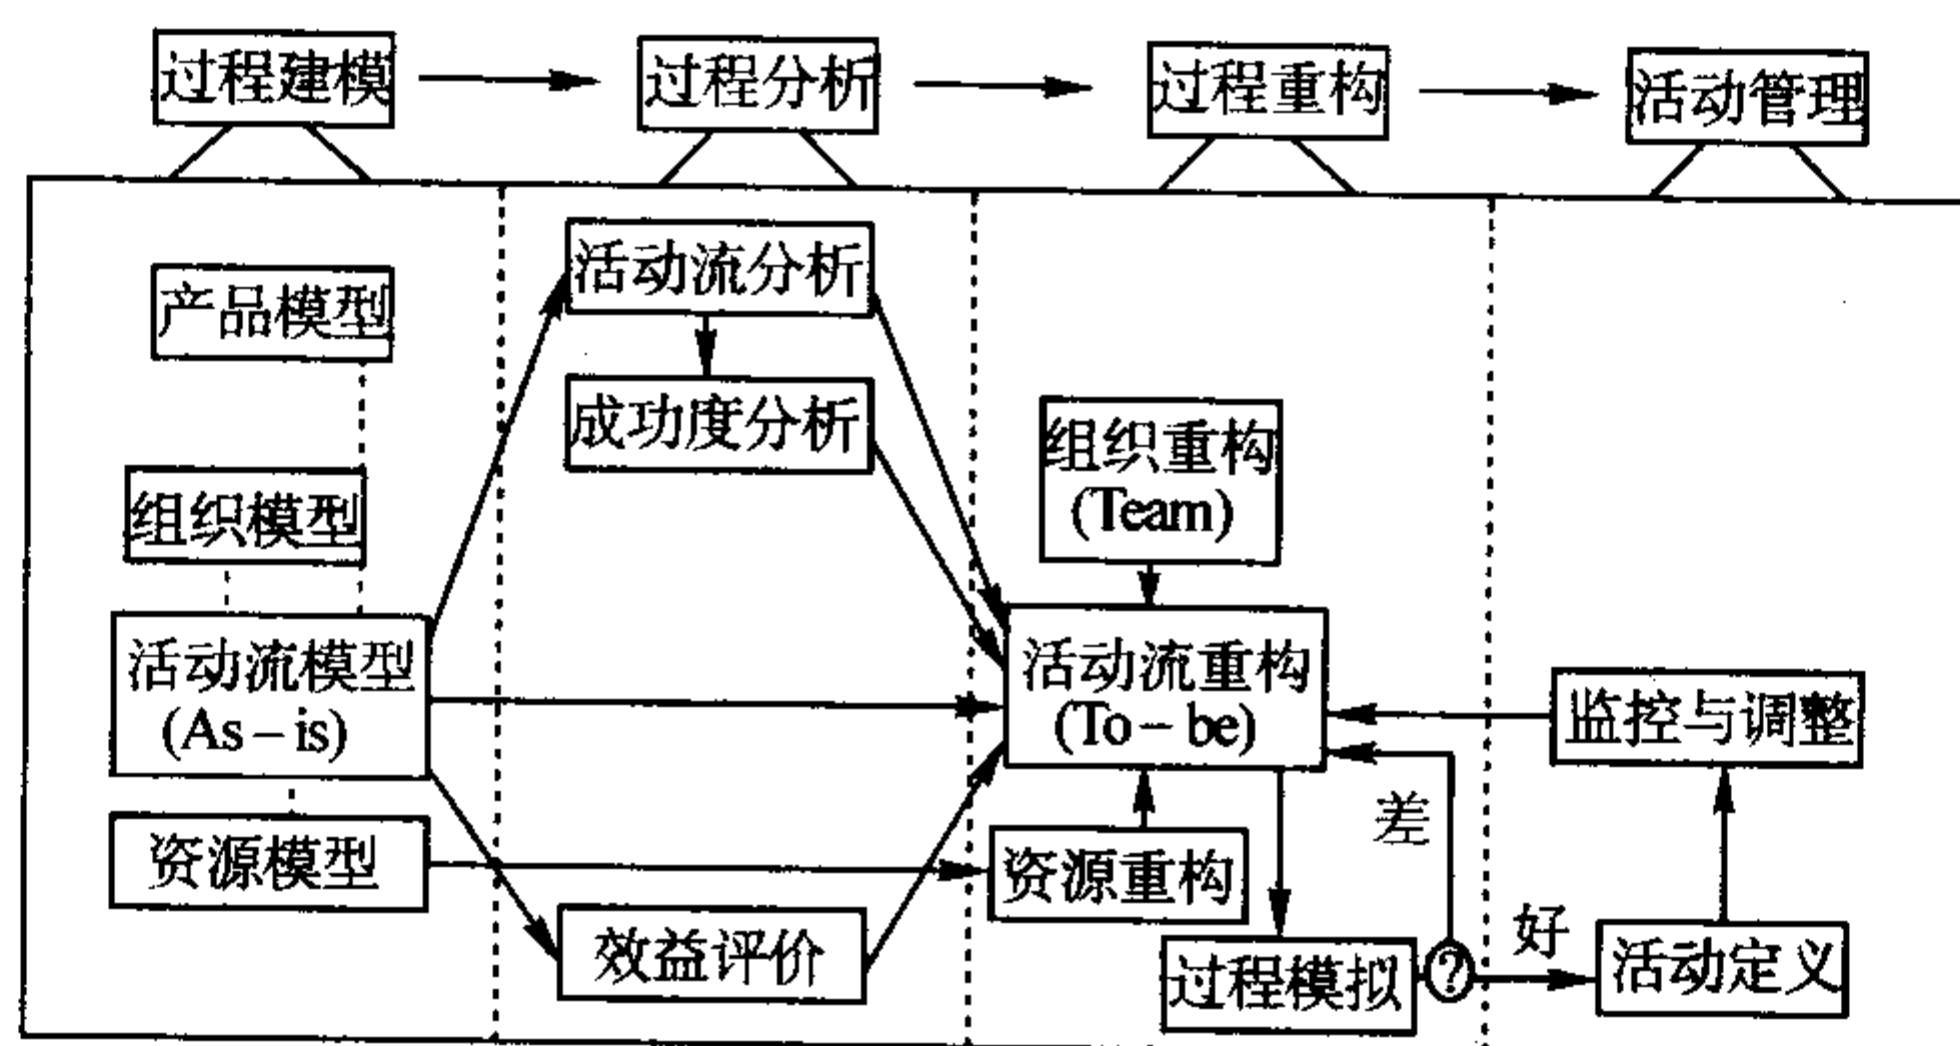 过程建模
过程分析
过程重构
活动管理
产品模型
组织模型
活动流模型
(As－is)
资源模型
活动流分析
成功度分析
效益评价
组织重构
(Team)
活动流重构
(To－be)
资源重构
过程模拟
?
差
好
监控与调整
活动定义